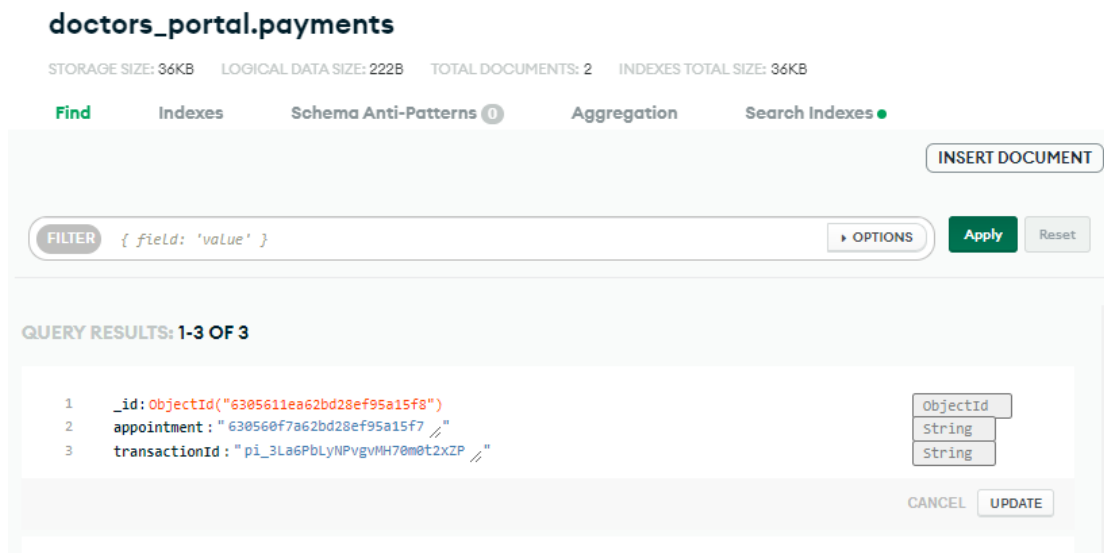 doctors_portal.payments
STORAGE SIZE: 36KB LOGICAL DATA SIZE: 222B TOTAL DOCUMENTS: 2 INDEXES TOTAL SIZE: 36KB
Find Indexes Schema Anti-Patterns 0 Aggregation Search Indexes
INSERT DOCUMENT
FILTER { field: 'value' } OPTIONS Apply Reset
QUERY RESULTS: 1-3 OF 3
1 _id:ObjectId("6305611ea62bd28ef95a15f8") ObjectId
2 appointment:"630560f7a62bd28ef95a15f7" String
3 transactionId:"pi_3La6PbLyNPvgvMH70m0t2xZP" String
CANCEL UPDATE